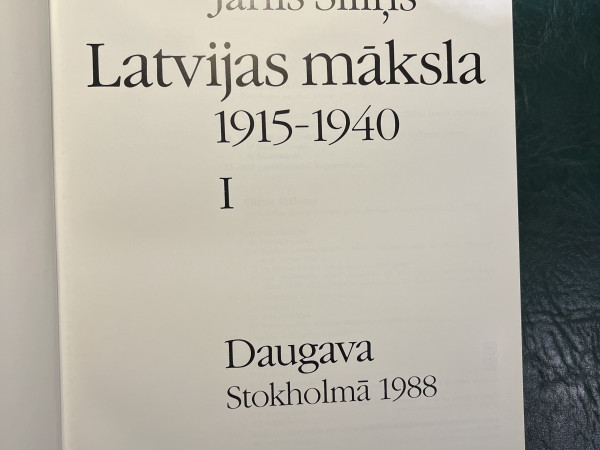 Jānis Siliņš
Latvijas māksla
1915-1940
I
Daugava
Stokholmā 1988